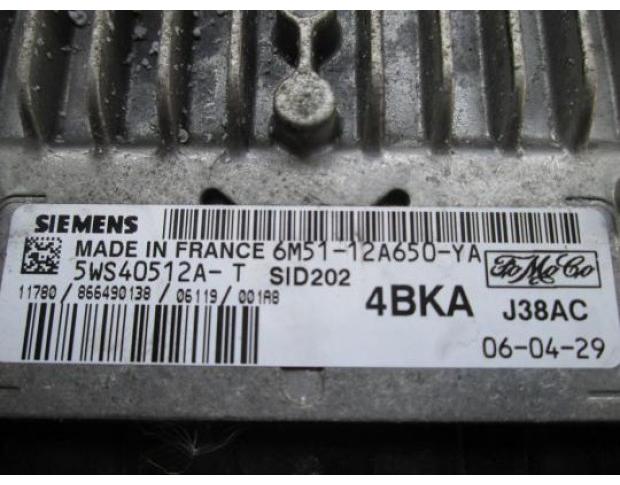 SIEMENS
MADE IN FRANCE 6M51-12A650-YA
5WS40512A-T SID202 FoMoCo
11780 / 866490138 / 06119 / 001A8
4BKA J38AC
06-04-29